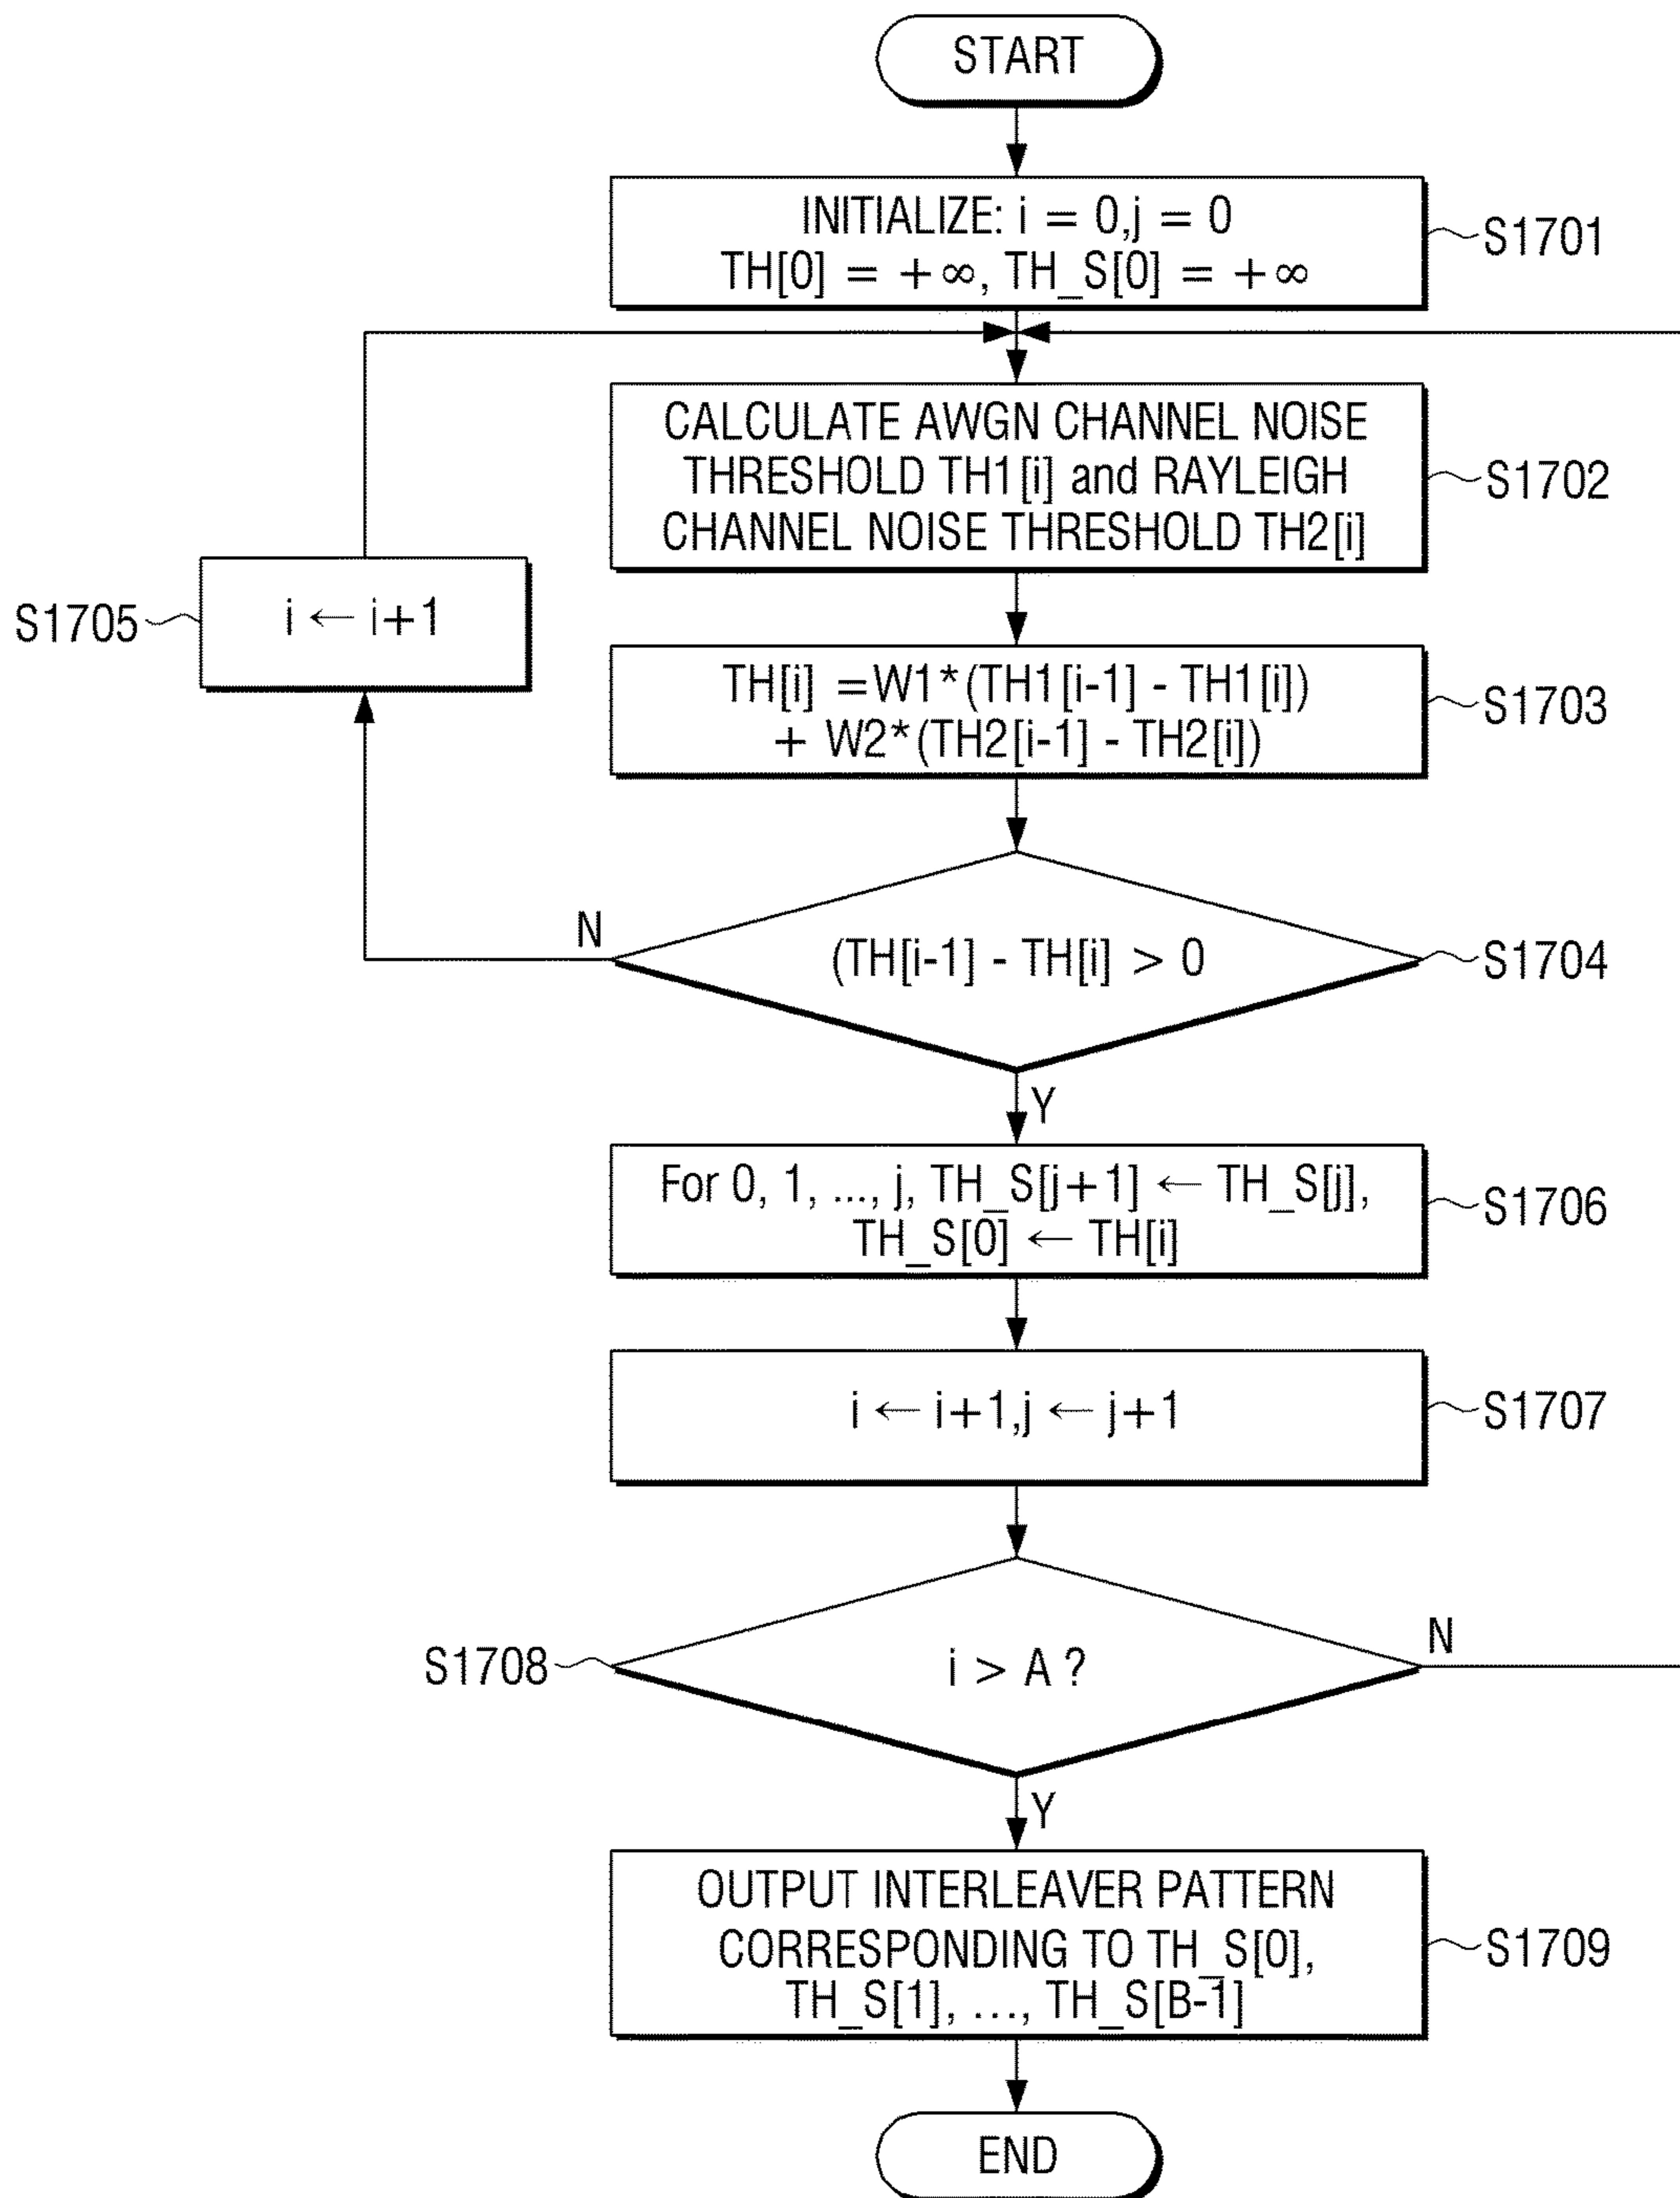 START
INITIALIZE: i = 0,j = 0
TH[0] = +∞, TH_S[0] = +∞
S1701
CALCULATE AWGN CHANNEL NOISE
THRESHOLD TH1[i] and RAYLEIGH
CHANNEL NOISE THRESHOLD TH2[i]
S1702
S1705
i ← i+1
TH[i] =W1*(TH1[i-1] - TH1[i])
+ W2*(TH2[i-1] - TH2[i])
S1703
N
(TH[i-1] - TH[i] > 0
S1704
Y
For 0, 1, ..., j, TH_S[j+1] ← TH_S[j],
TH_S[0] ← TH[i]
S1706
i ← i+1,j ← j+1
S1707
S1708
i > A ?
N
Y
OUTPUT INTERLEAVER PATTERN
CORRESPONDING TO TH_S[0],
TH_S[1], ..., TH_S[B-1]
S1709
END